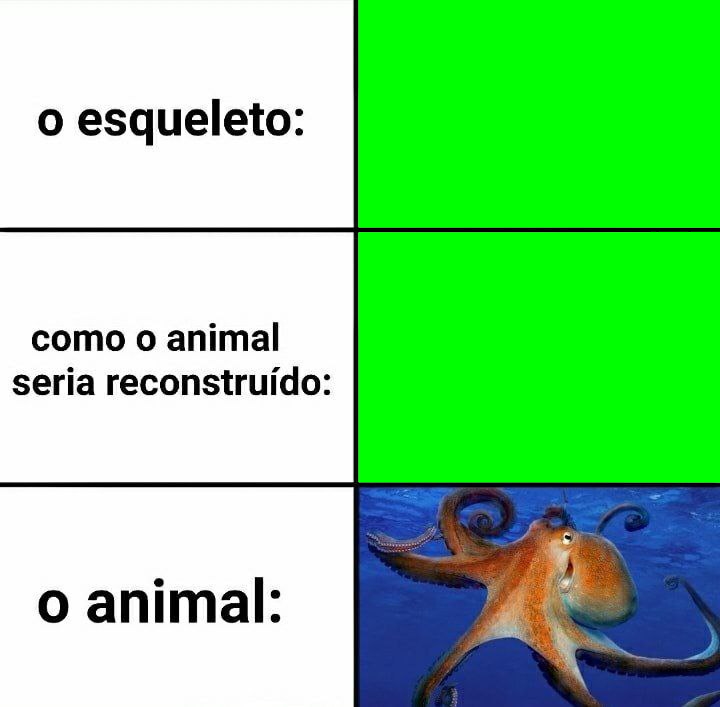 o esqueleto:
como o animal
seria reconstruído:
o animal: